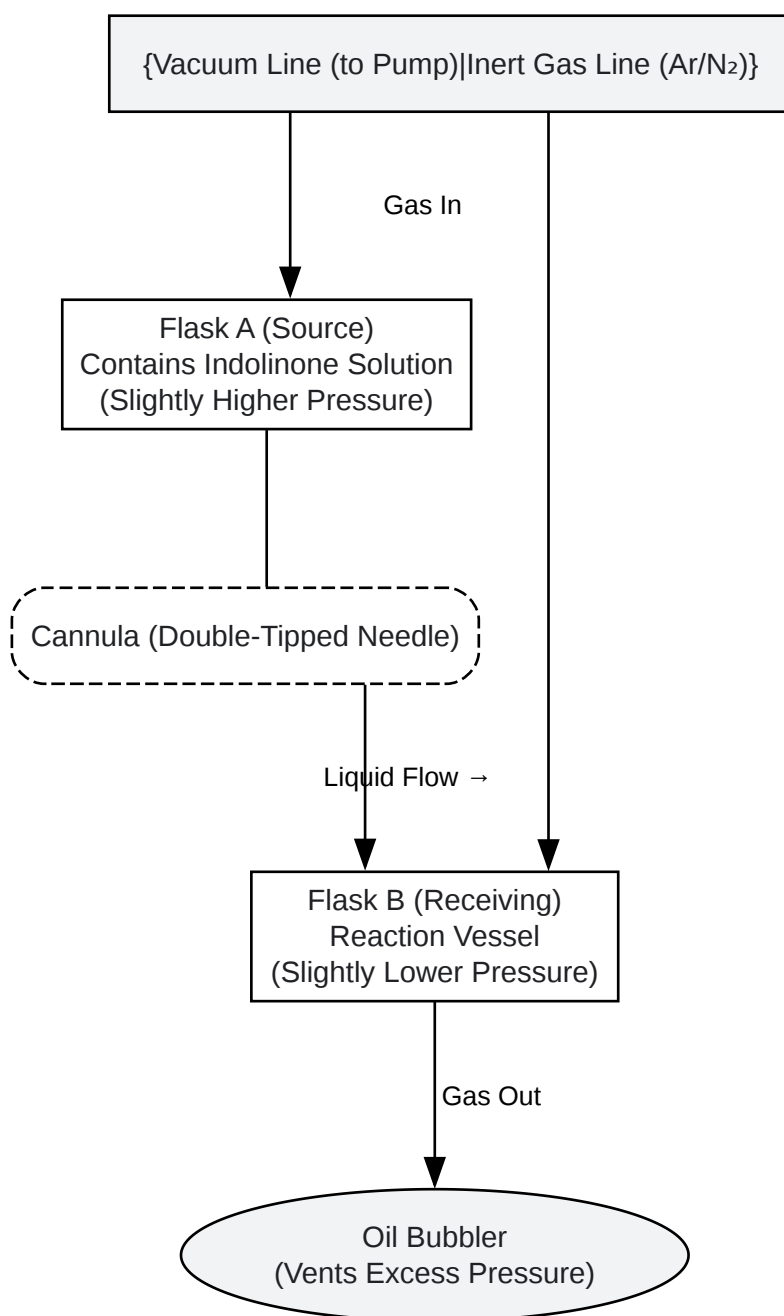 {Vacuum Line (to Pump)|Inert Gas Line (Ar/N₂)}
Gas In
Flask A (Source)
Contains Indolinone Solution
(Slightly Higher Pressure)
Cannula (Double-Tipped Needle)
Liquid Flow →
Flask B (Receiving)
Reaction Vessel
(Slightly Lower Pressure)
Gas Out
Oil Bubbler
(Vents Excess Pressure)